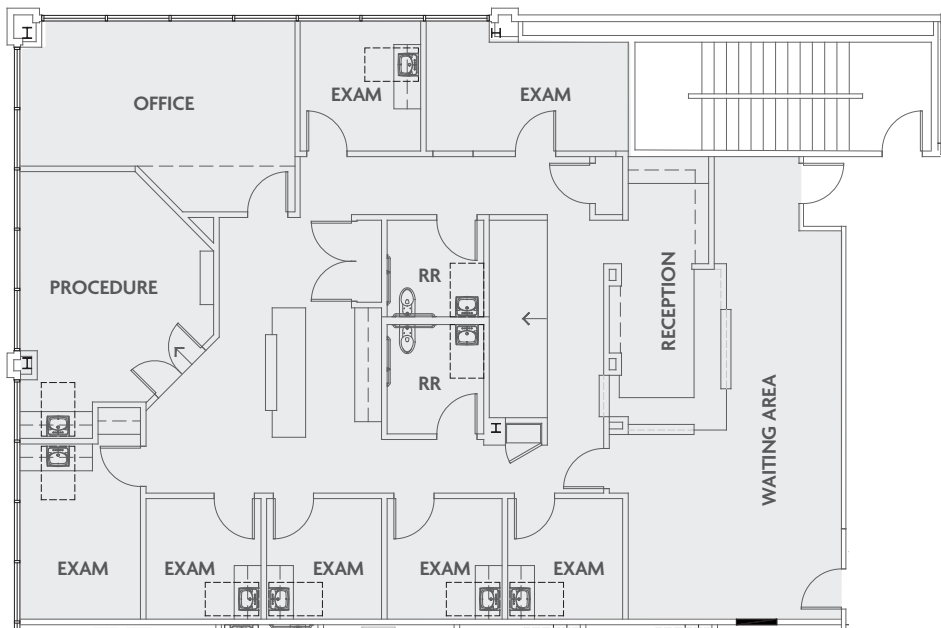 OFFICE
EXAM
EXAM
PROCEDURE
RR
RECEPTION
RR
WAITING AREA
EXAM
EXAM
EXAM
EXAM
EXAM